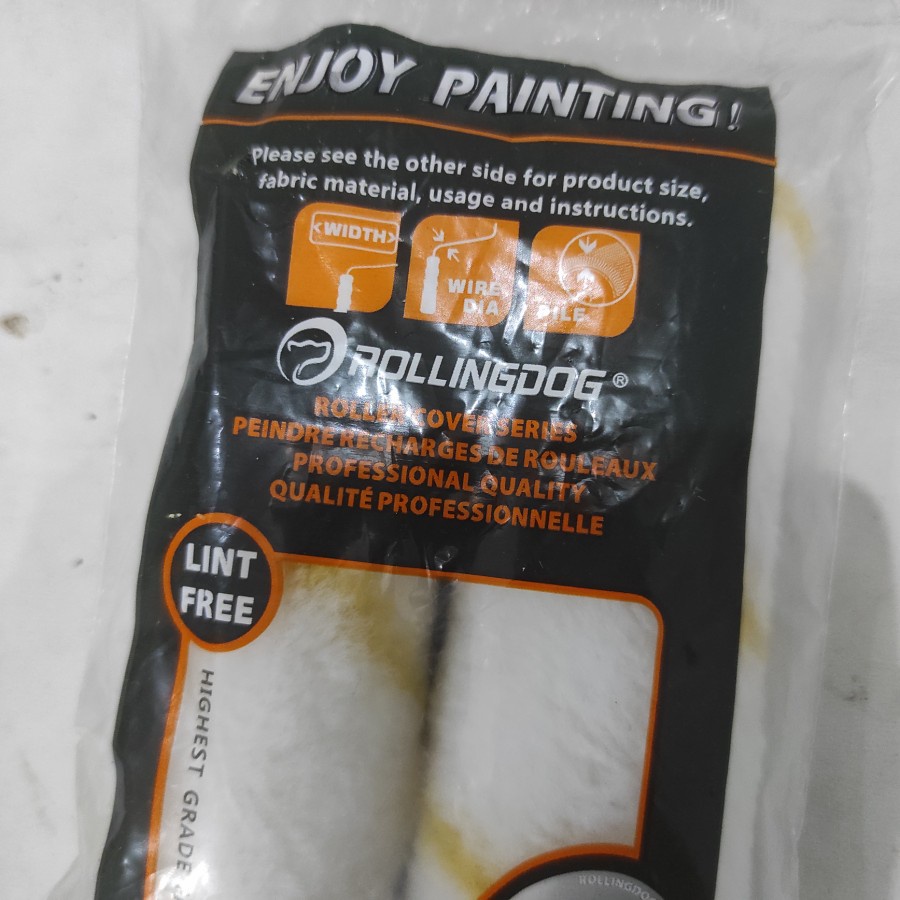 ENJOY PAINTING!
Please see the other side for product size,
fabric material, usage and instructions.
<WIDTH>
WIRE
DIA
PILE
ROLLINGDOG®
ROLLER COVER SERIES
PEINDRE RECHARGES DE ROULEAUX
PROFESSIONAL QUALITY
QUALITÉ PROFESSIONNELLE
LINT
FREE
HIGHEST GRADE
ROLLINGDOG